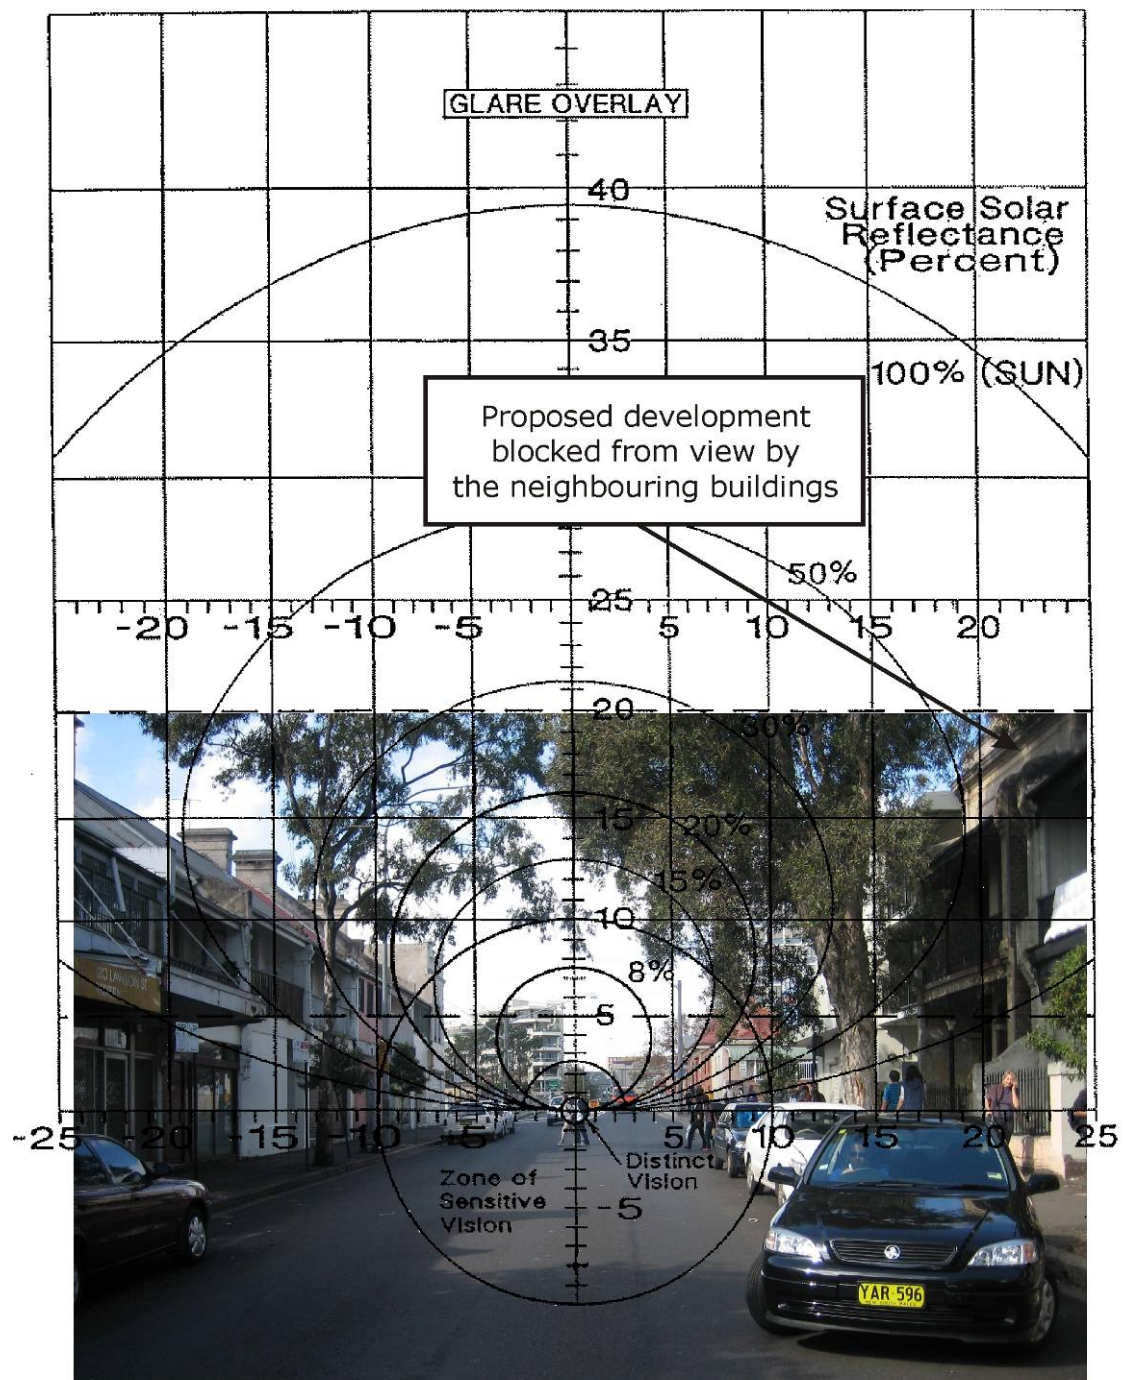 GLARE OVERLAY
40
Surface Solar
Reflectance
(Percent)
35
100% (SUN)
Proposed development
blocked from view by
the neighbouring buildings
50%
25
-20 -15 -10 -5 5 10 15 20
20
30%
15
20%
15%
10
8%
5
-25 -20 -15 -10 -5 5 10 15 20 25
Distinct
Vision
Zone of
Sensitive
Vision
-5
YAR 596